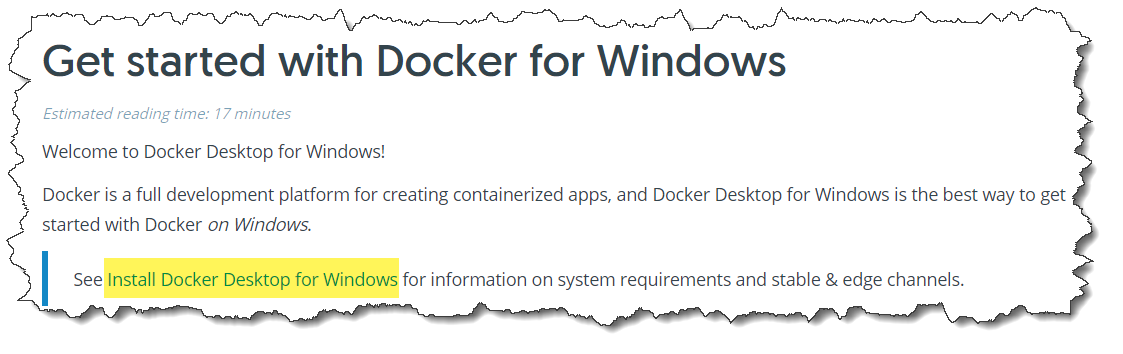 Get started with Docker for Windows
Estimated reading time: 17 minutes
Welcome to Docker Desktop for Windows!
Docker is a full development platform for creating containerized apps, and Docker Desktop for Windows is the best way to get
started with Docker on Windows.
See Install Docker Desktop for Windows for information on system requirements and stable & edge channels.